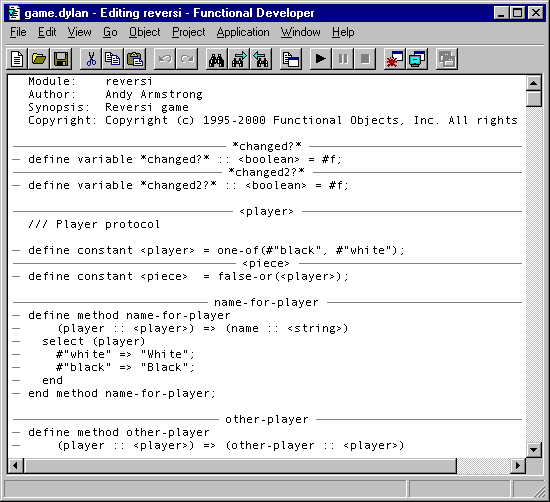 game.dylan - Editing reversi - Functional Developer
File Edit View Go Object Project Application Window Help
Module:    reversi
Author:    Andy Armstrong
Synopsis:  Reversi game
Copyright: Copyright (c) 1995-2000 Functional Objects, Inc. All rights
*changed?*
define variable *changed?* :: <boolean> = #f;
*changed2?*
define variable *changed2?* :: <boolean> = #f;
<player>
/// Player protocol
define constant <player> = one-of(#"black", #"white");
<piece>
define constant <piece>  = false-or(<player>);
name-for-player
define method name-for-player
    (player :: <player>) => (name :: <string>)
  select (player)
    #"white" => "White";
    #"black" => "Black";
  end
end method name-for-player;
other-player
define method other-player
    (player :: <player>) => (other-player :: <player>)